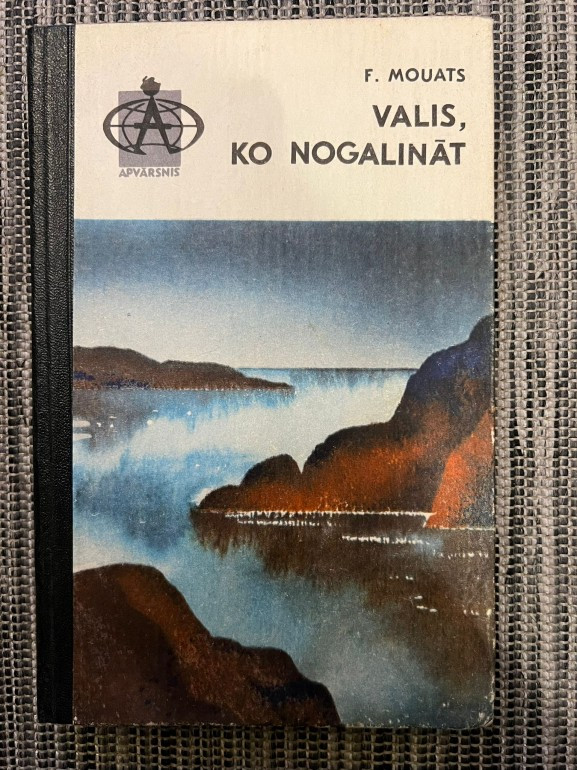 F. MOUATS
VALIS,
KO NOGALINĀT
A
APVĀRSNIS